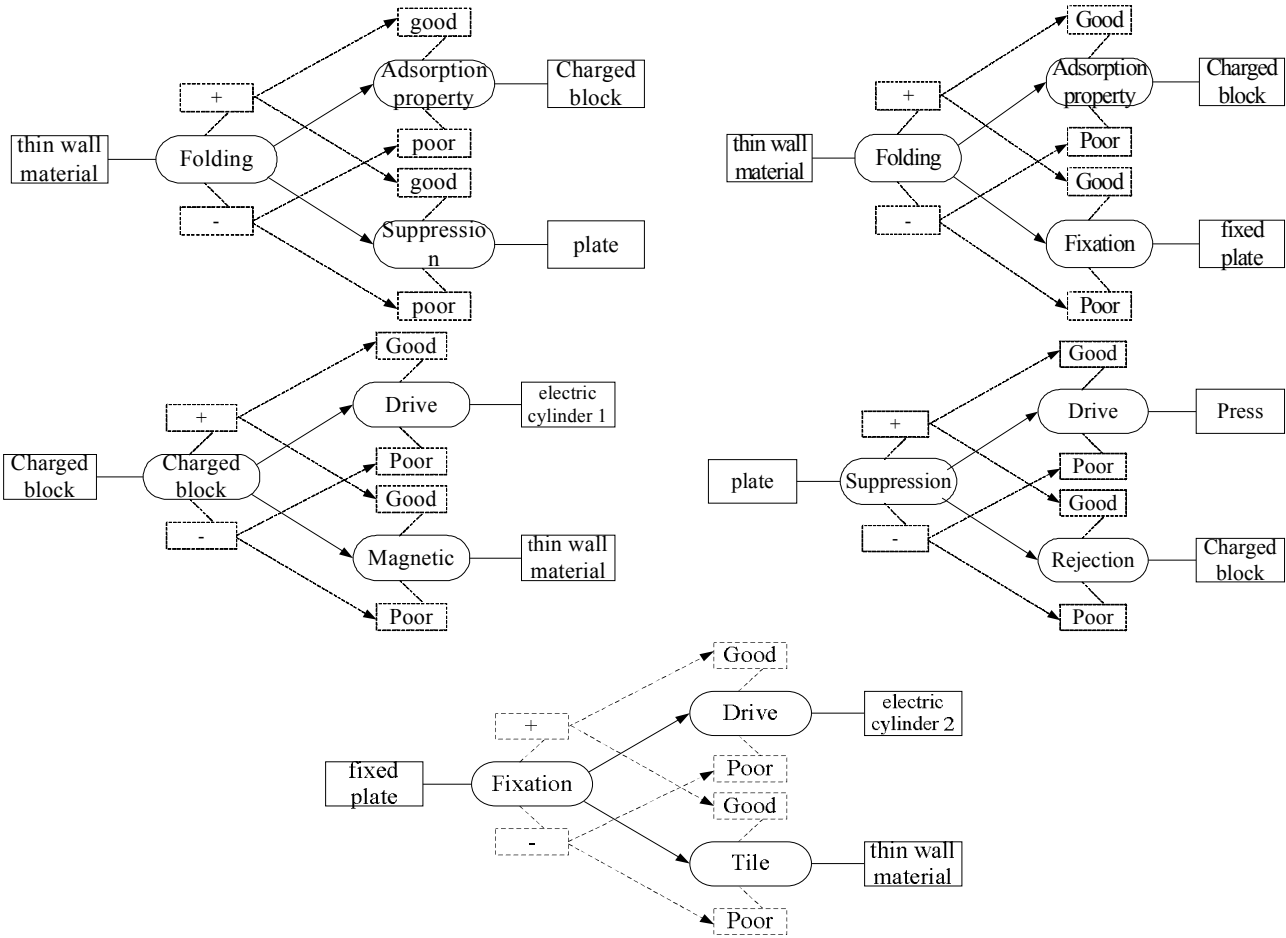 good
Adsorption
property
Charged
block
+
thin wall
material
Folding
poor
good
-
Suppressio
n
plate
poor
Good
Adsorption
property
Charged
block
+
thin wall
material
Folding
Poor
Good
-
Fixation
fixed
plate
Poor
Good
Drive
electric
cylinder 1
+
Charged
block
Charged
block
Poor
Good
-
Magnetic
thin wall
material
Poor
Good
Drive
Press
+
plate
Suppression
Poor
Good
-
Rejection
Charged
block
Poor
Good
Drive
electric
cylinder 2
+
fixed
plate
Fixation
Poor
Good
-
Tile
thin wall
material
Poor